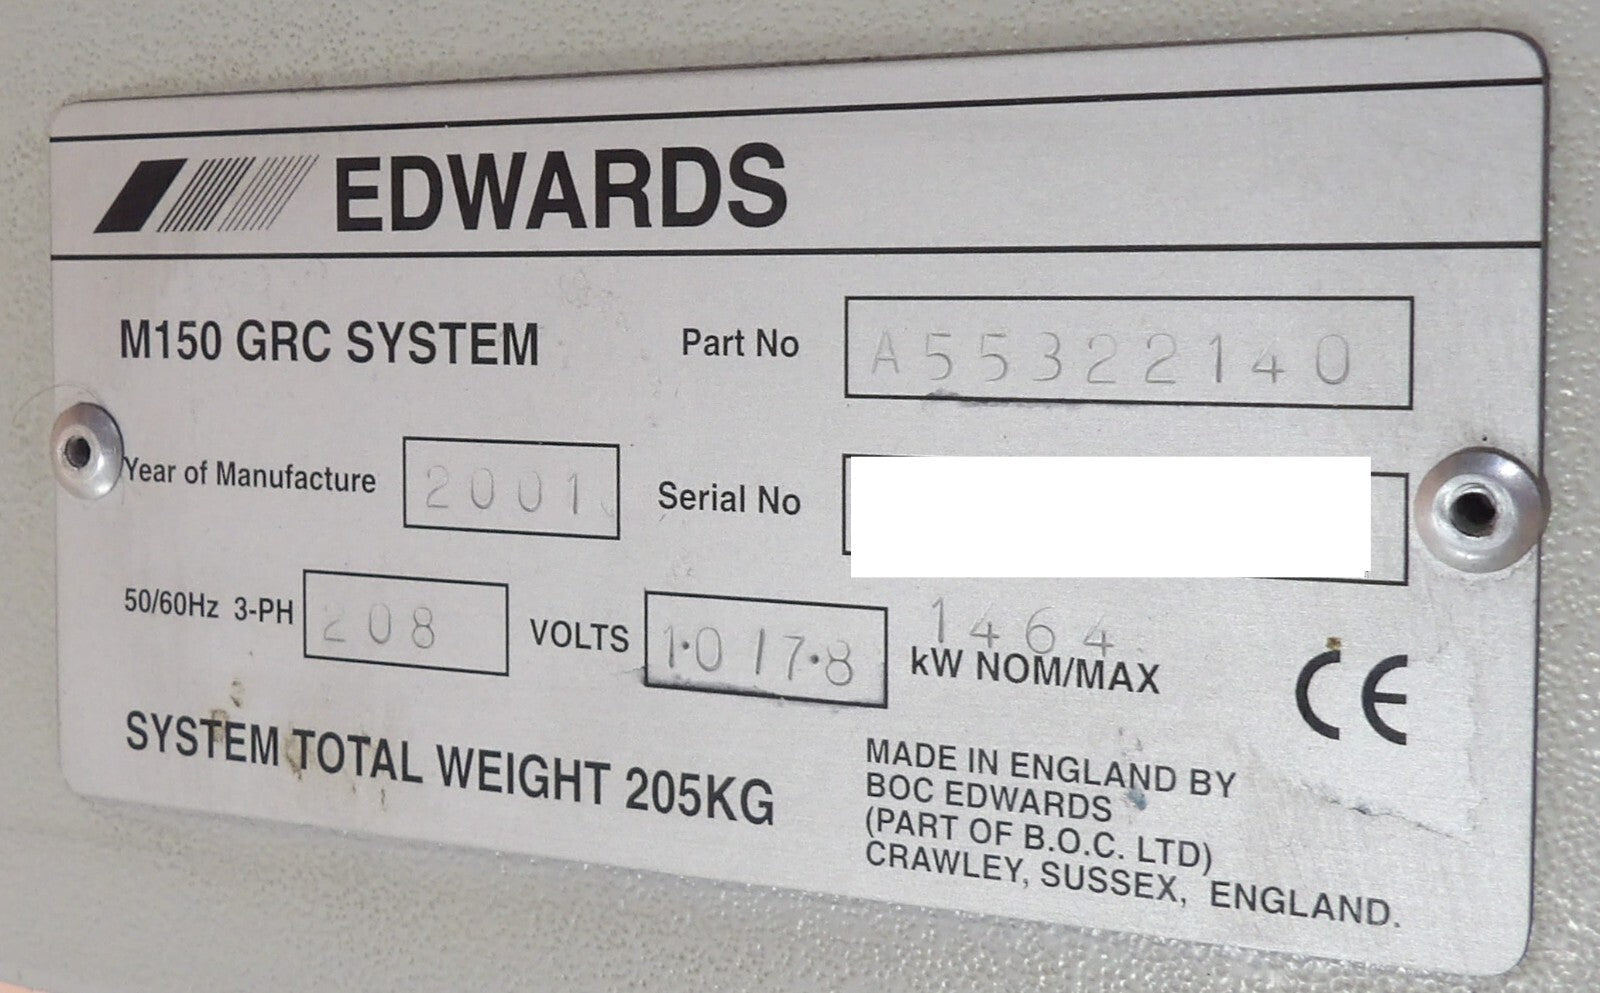 EDWARDS
M150 GRC SYSTEM Part No A55322140
Year of Manufacture 2001 Serial No
50/60Hz 3-PH 208 VOLTS 1·0 / 7·8 kW NOM/MAX
1464
SYSTEM TOTAL WEIGHT 205KG
CE
MADE IN ENGLAND BY
BOC EDWARDS
(PART OF B.O.C. LTD)
CRAWLEY, SUSSEX, ENGLAND.